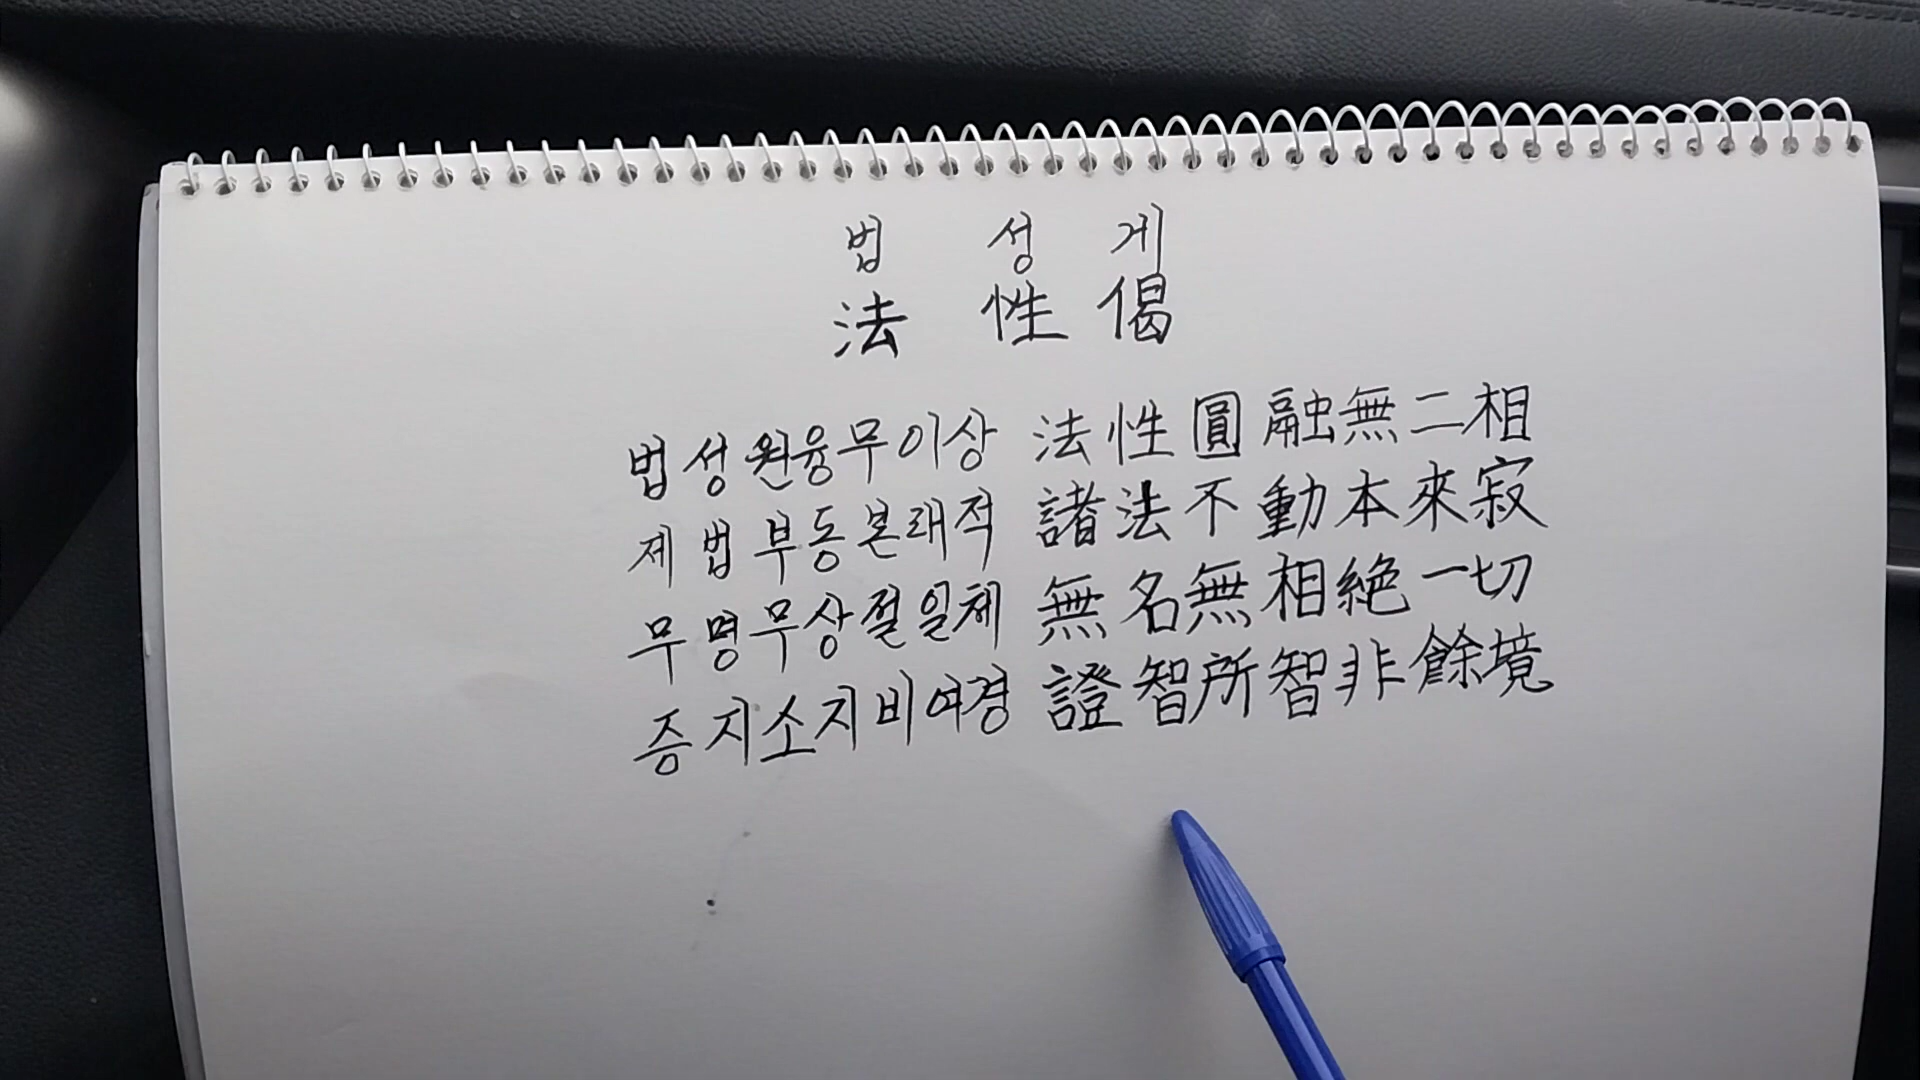 법 성 게
法 性 偈
법성원융무이상 法性圓融無二相
제법부동본래적 諸法不動本來寂
무명무상절일체 無名無相絶一切
증지소지비여경 證智所智非餘境